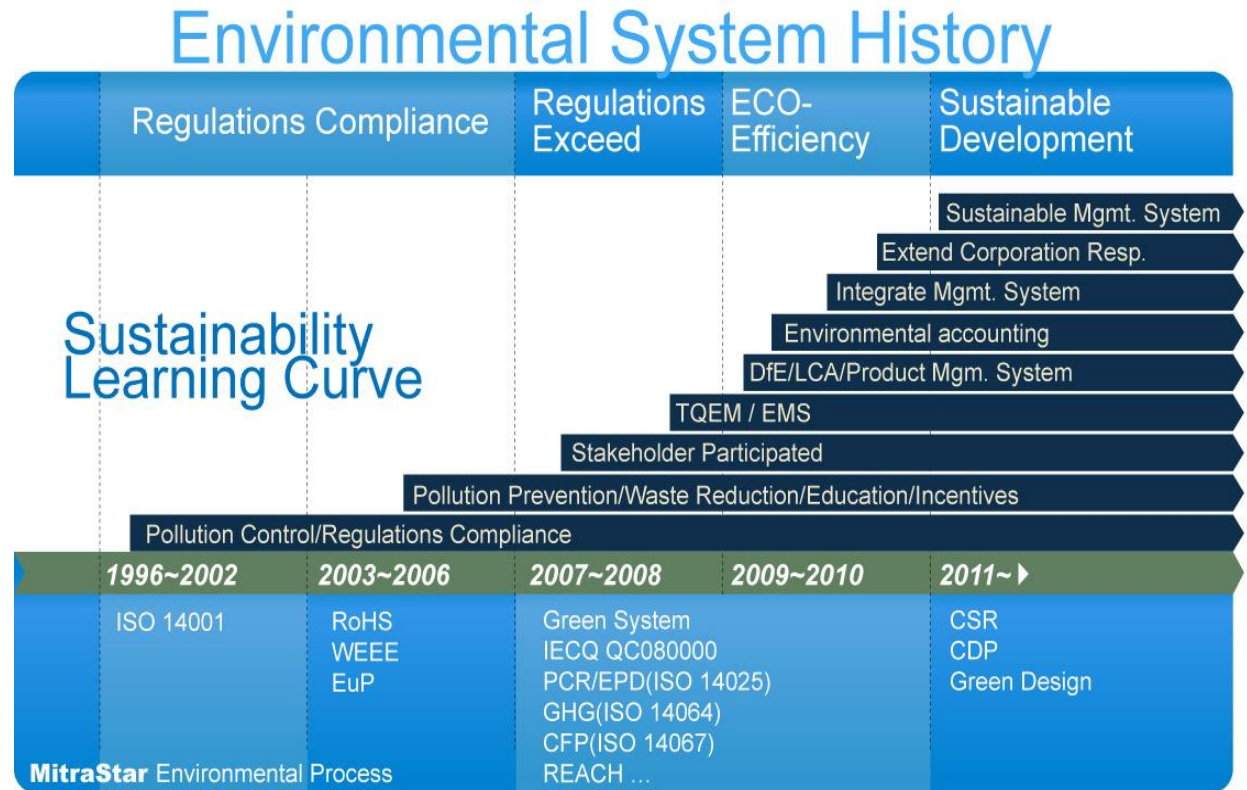 Environmental System History
Regulations Compliance
Regulations
Exceed
ECO-
Efficiency
Sustainable
Development
Sustainable Mgmt. System
Extend Corporation Resp.
Integrate Mgmt. System
Environmental accounting
DfE/LCA/Product Mgm. System
TQEM / EMS
Stakeholder Participated
Pollution Prevention/Waste Reduction/Education/Incentives
Pollution Control/Regulations Compliance
Sustainability
Learning Curve
1996~2002
2003~2006
2007~2008
2009~2010
2011~
ISO 14001
RoHS
WEEE
EuP
Green System
IECQ QC080000
PCR/EPD(ISO 14025)
GHG(ISO 14064)
CFP(ISO 14067)
REACH ...
CSR
CDP
Green Design
MitraStar Environmental Process